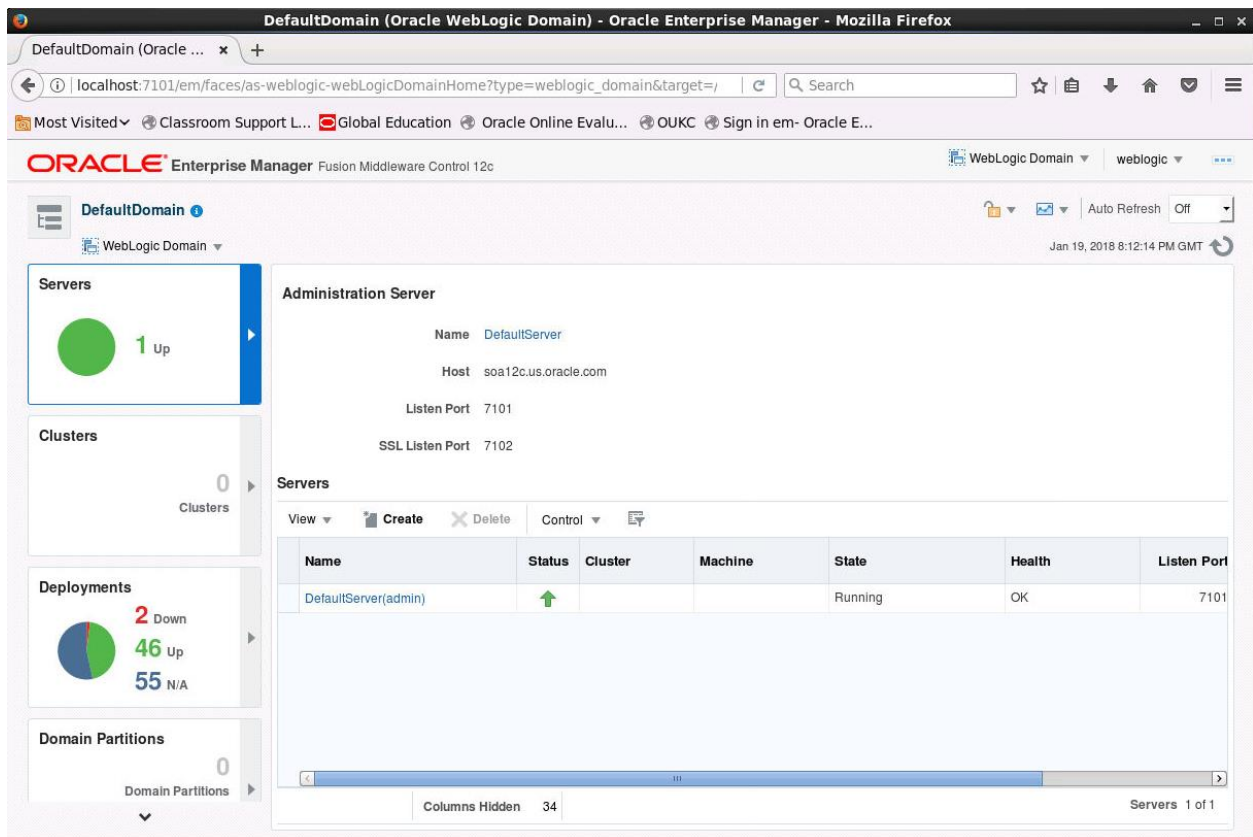 DefaultDomain (Oracle WebLogic Domain) - Oracle Enterprise Manager - Mozilla Firefox
DefaultDomain (Oracle ... × +
localhost:7101/em/faces/as-weblogic-webLogicDomainHome?type=weblogic_domain&target=/ Search
Most Visited Classroom Support L... Global Education Oracle Online Evalu... OUKC Sign in em- Oracle E...
ORACLE Enterprise Manager Fusion Middleware Control 12c WebLogic Domain weblogic
DefaultDomain Auto Refresh Off
WebLogic Domain Jan 19, 2018 8:12:14 PM GMT
Servers
1 Up
Clusters
0
Clusters
Deployments
2 Down
46 Up
55 N/A
Domain Partitions
0
Domain Partitions
Administration Server
Name DefaultServer
Host soa12c.us.oracle.com
Listen Port 7101
SSL Listen Port 7102
Servers
View Create Delete Control
Name Status Cluster Machine State Health Listen Port
DefaultServer(admin) Running OK 7101
Columns Hidden 34 Servers 1 of 1